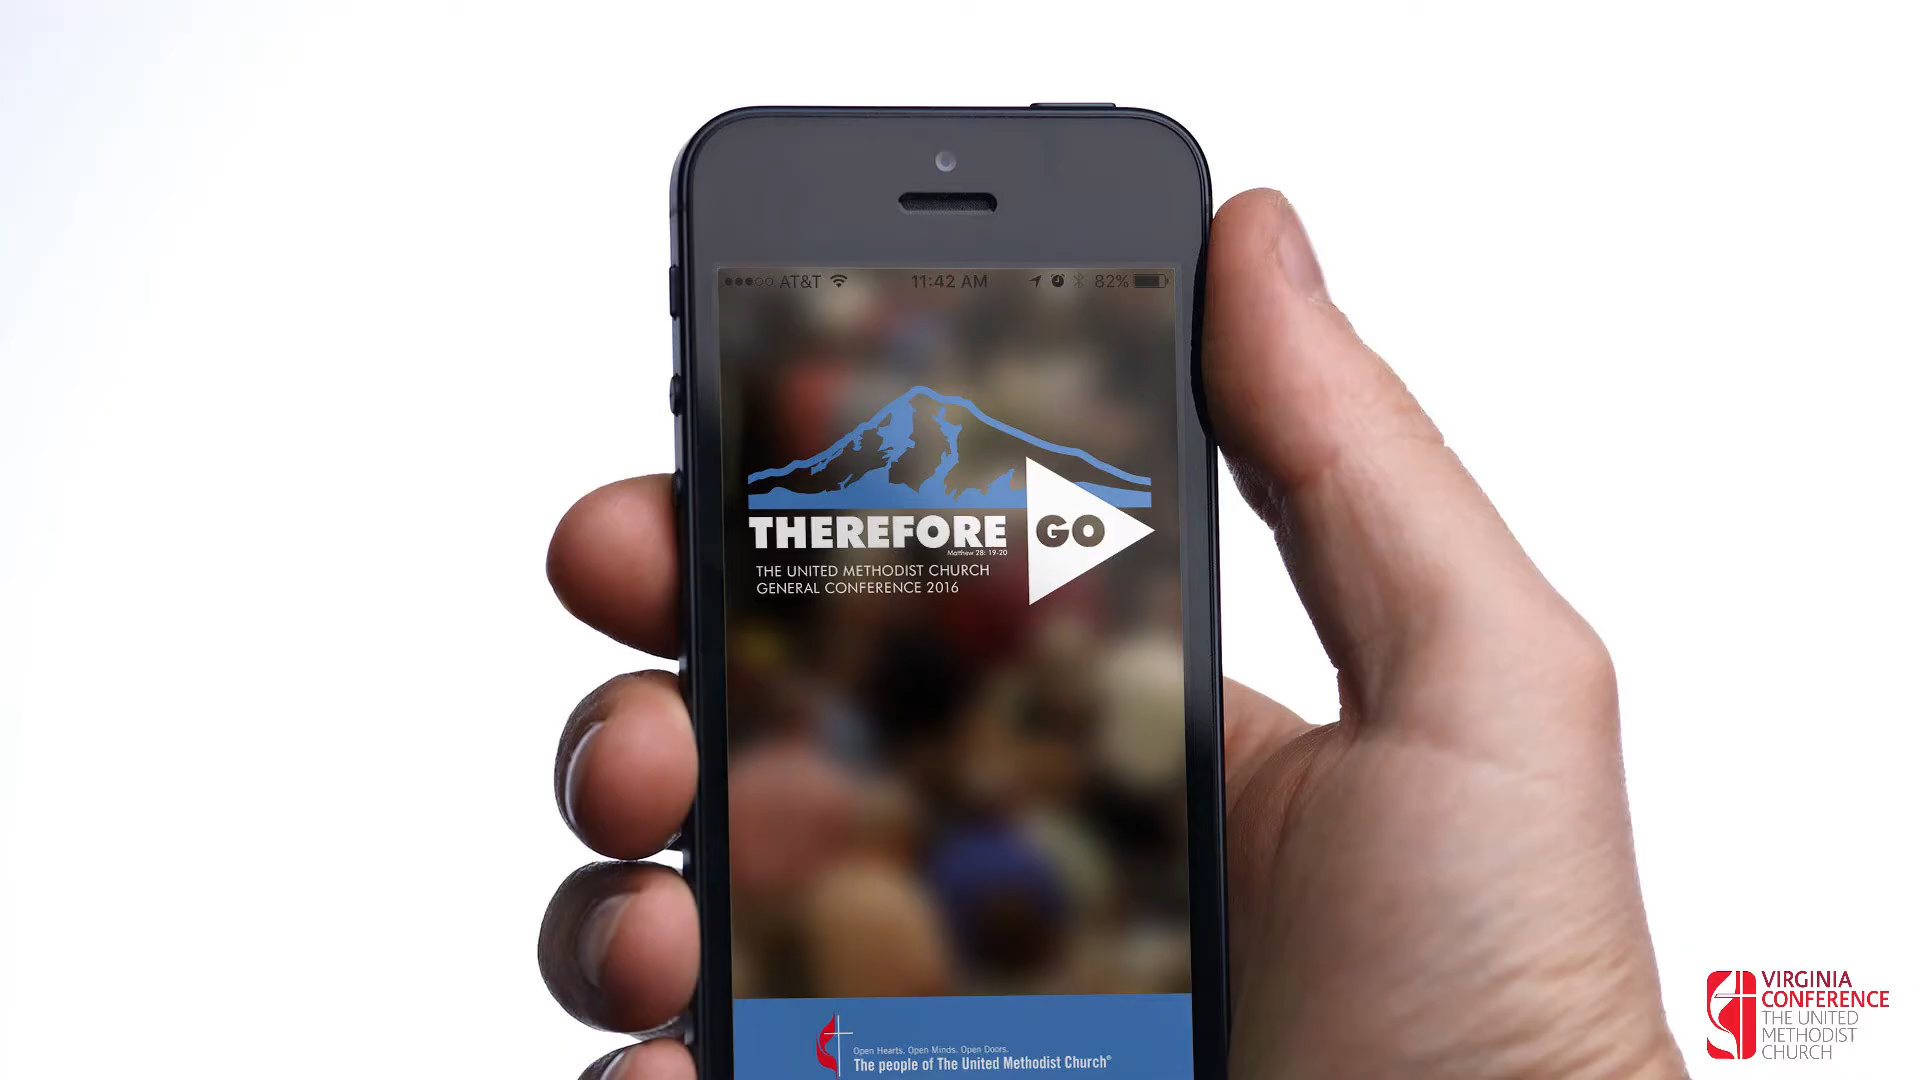 AT&T 11:42 AM 82%
THEREFORE GO
Matthew 28: 19-20
THE UNITED METHODIST CHURCH
GENERAL CONFERENCE 2016
Open Hearts. Open Minds. Open Doors.
The people of The United Methodist Church®
VIRGINIA
CONFERENCE
THE UNITED
METHODIST
CHURCH